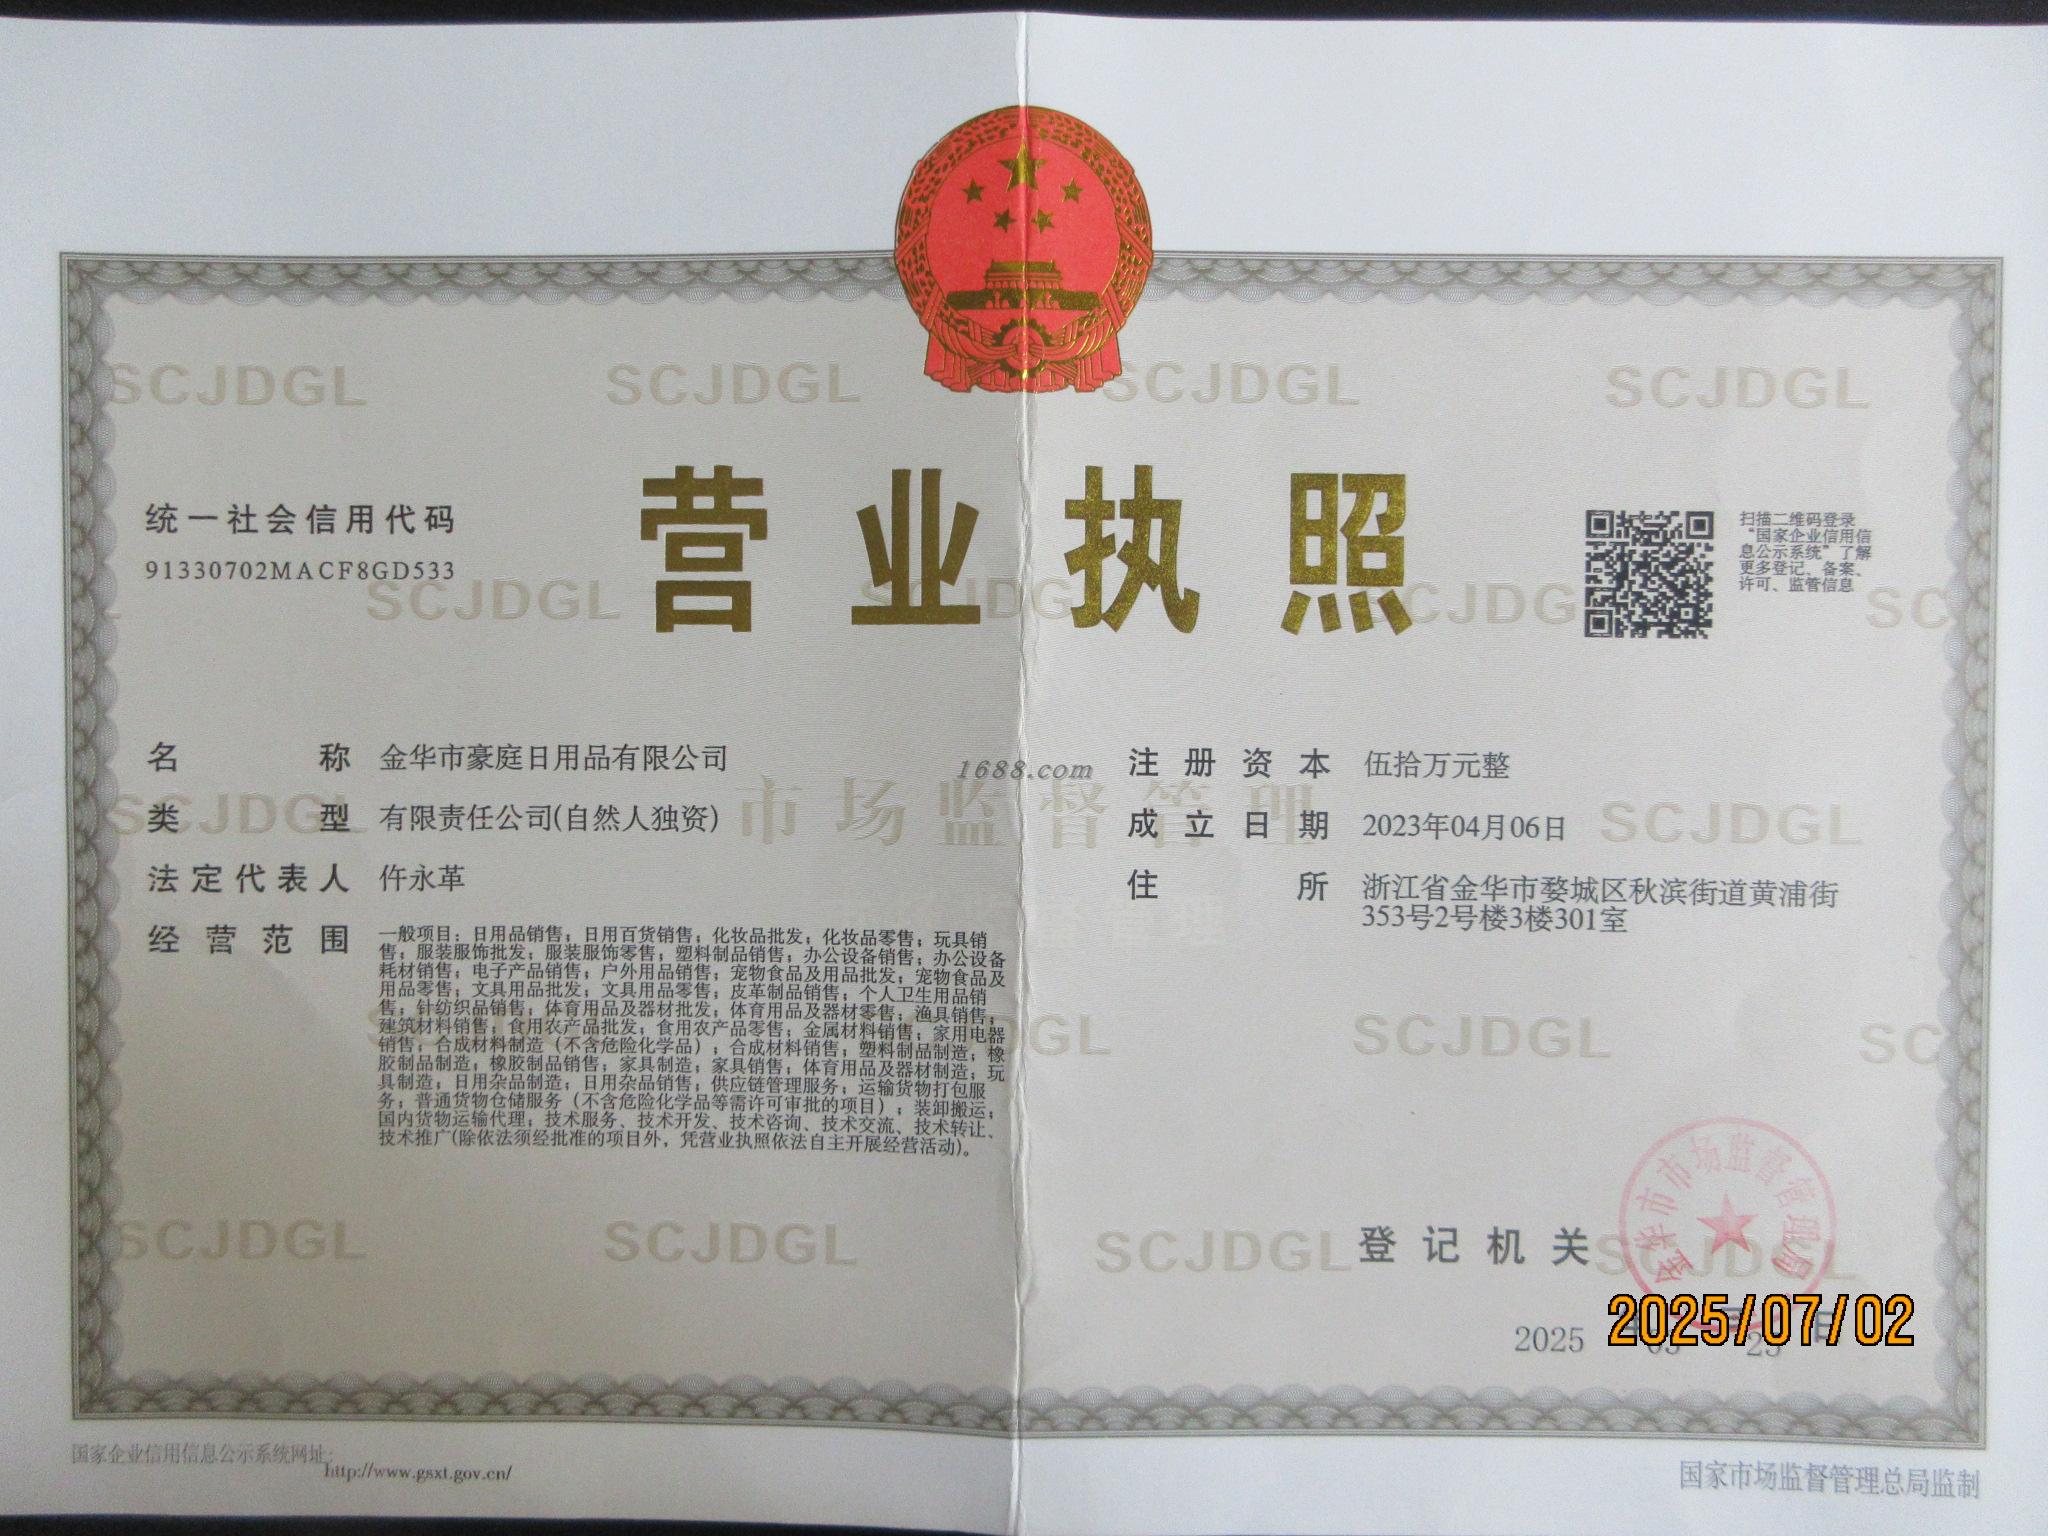 SCJDGL SCJDGL SCJDGL SCJDGL
营业执照
统一社会信用代码
91330702MACF8GD533
扫描二维码登录
“国家企业信用信
息公示系统”了解
更多登记、备案、
许可、监管信息
SCJDGL SCJDGL SCJDGL SC
名称 金华市豪庭日用品有限公司
类型 有限责任公司(自然人独资)
法定代表人 仵永革
经营范围 一般项目：日用品销售；日用百货销售；化妆品批发；化妆品零售；玩具销
售；服装服饰批发；服装服饰零售；塑料制品销售；办公设备销售；办公设备
耗材销售；电子产品销售；户外用品销售；宠物食品及用品批发；宠物食品及
用品零售；文具用品批发；文具用品零售；皮革制品销售；个人卫生用品销
售；针纺织品销售；体育用品及器材批发；体育用品及器材零售；渔具销售；
建筑材料销售；食用农产品批发；食用农产品零售；金属材料销售；家用电器
销售；合成材料制造（不含危险化学品）；合成材料销售；塑料制品制造；橡
胶制品制造；橡胶制品销售；家具制造；家具销售；体育用品及器材制造；玩
具制造；日用杂品制造；日用杂品销售；供应链管理服务；运输货物打包服
务；普通货物仓储服务（不含危险化学品等需许可审批的项目）；装卸搬运；
国内货物运输代理；技术服务、技术开发、技术咨询、技术交流、技术转让、
技术推广(除依法须经批准的项目外，凭营业执照依法自主开展经营活动)。
1688.com
市场监督管理
注册资本 伍拾万元整
成立日期 2023年04月06日
住所 浙江省金华市婺城区秋滨街道黄浦街
353号2号楼3楼301室
SCJDGL SCJDGL
SCJDGL SC
SCJDGL SCJDGL SCJDGL SCJDGL
登记机关
金华市市场监督管理局
2025
2025/07/02
国家企业信用信息公示系统网址:
http://www.gsxt.gov.cn/
国家市场监督管理总局监制